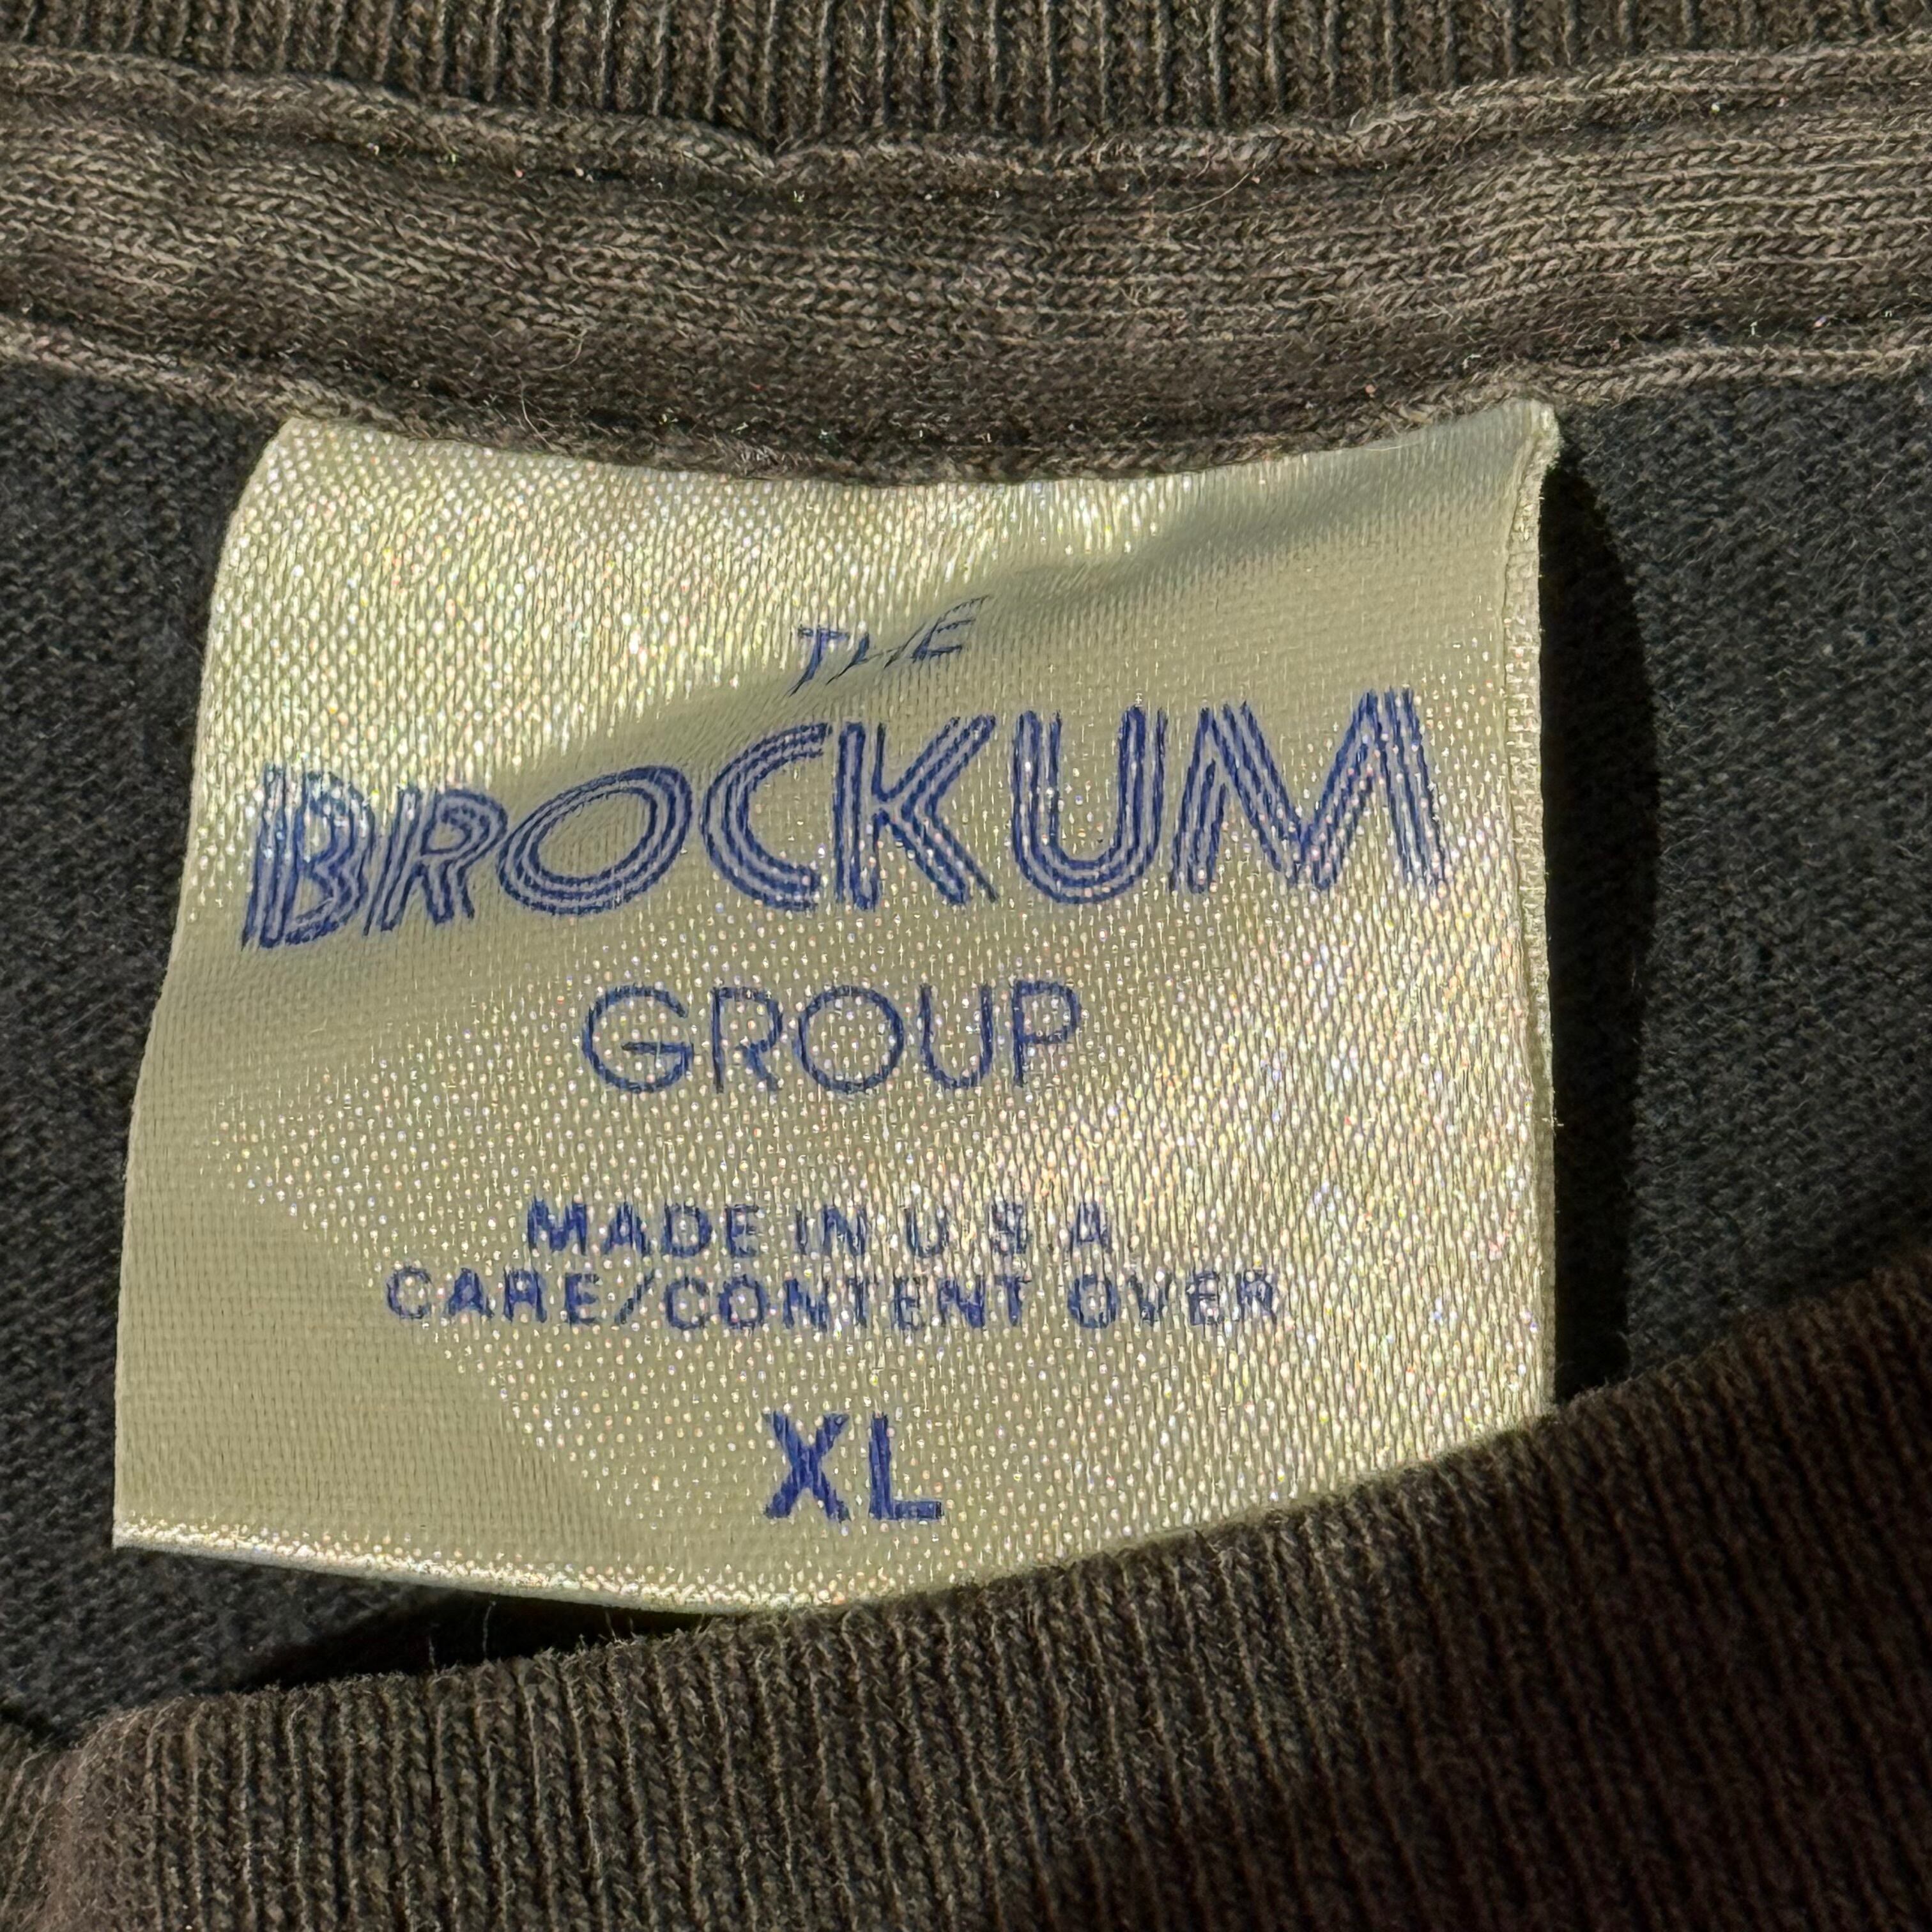 THE
BROCKUM
GROUP
MADE IN U.S.A.
CARE/CONTENT OVER
XL